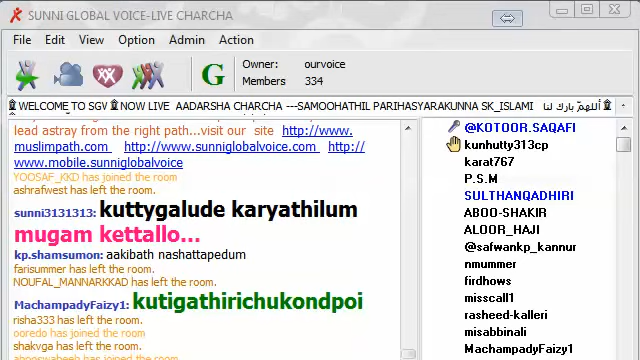 SUNNI GLOBAL VOICE-LIVE CHARCHA
File Edit View Option Admin Action
G
Owner: ourvoice
Members 334
WELCOME TO SGV NOW LIVE AADARSHA CHARCHA ---SAMOOHATHIL PARIHASYARAKUNNA SK_ISLAMI اللهم بارك لنا
lead astray from the right path...visit our site http://www.
muslimpath.com http://www.sunniglobalvoice.com http://
www.mobile.sunniglobalvoice
YOOSAF_KKD has joined the room
ashrafwest has left the room.
sunni3131313: kuttygalude karyathilum
mugam kettallo...
kp.shamsumon: aakibath nashattapedum
farisummer has left the room.
NOUFAL_MANNARKKAD has left the room.
MachampadyFaizy1: kutigathirichukondpoi
risha333 has left the room.
ooredo has joined the room
shakvga has left the room.
@KOTOOR.SAQAFI
kunhutty313cp
karat767
P.S.M
SULTHANQADHIRI
ABOO-SHAKIR
ALOOR_HAJI
@safwankp_kannur
nmummer
firdhows
misscall1
rasheed-kalleri
misabbinali
MachampadyFaizy1